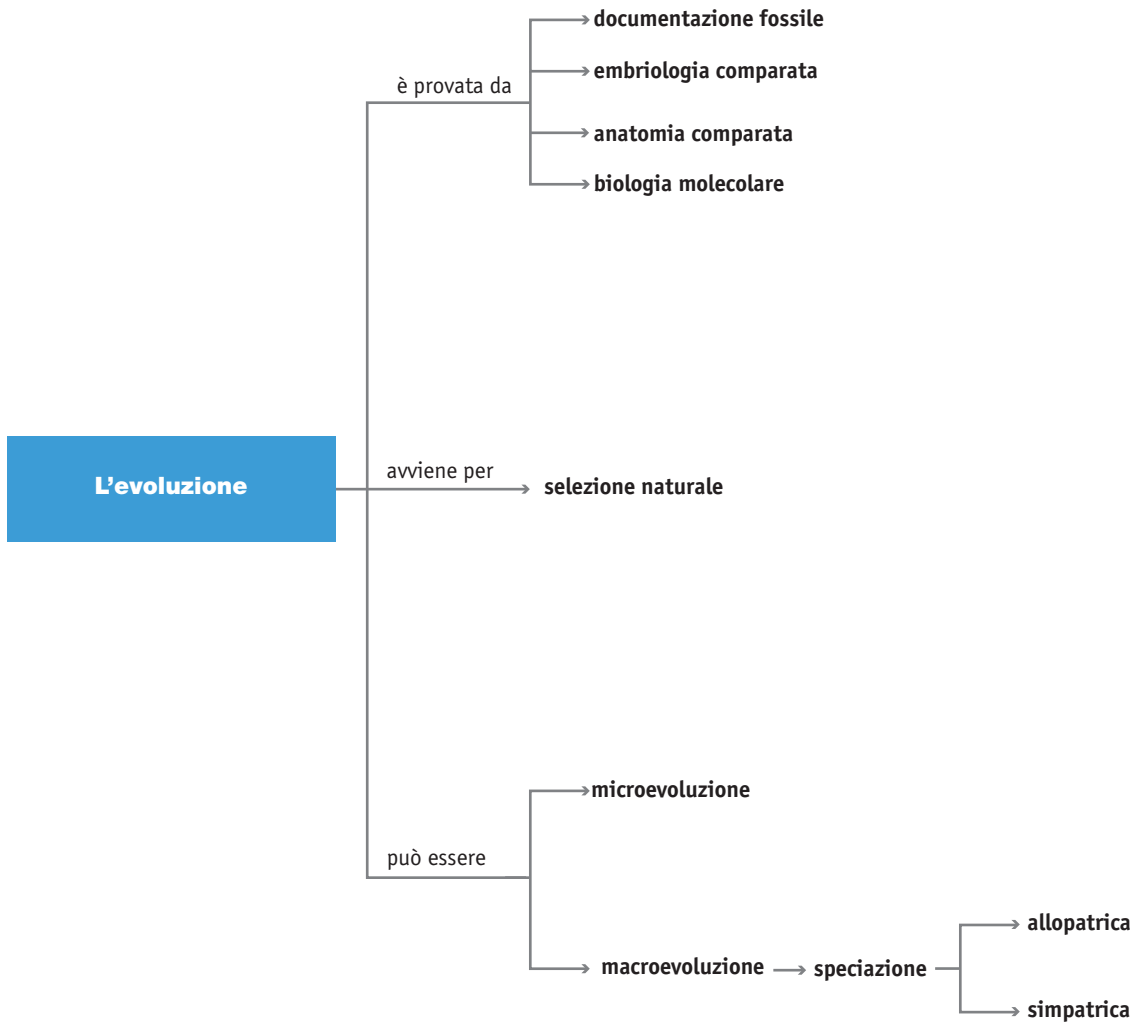 documentazione fossile
embriologia comparata
è provata da
anatomia comparata
biologia molecolare
L'evoluzione
avviene per
selezione naturale
microevoluzione
può essere
allopatrica
macroevoluzione
speciazione
simpatrica